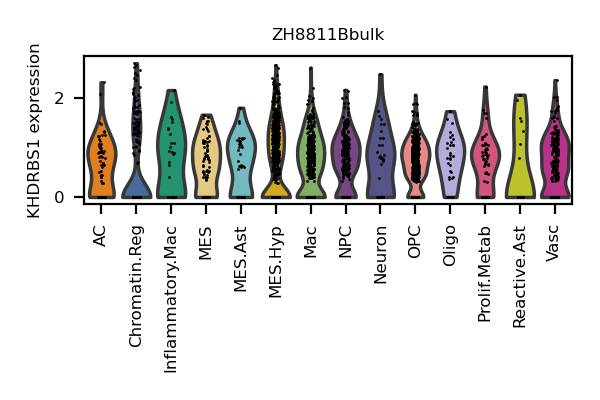 ZH8811Bbulk
KHDRBS1 expression
2
0
AC
Chromatin.Reg
Inflammatory.Mac
MES
MES.Ast
MES.Hyp
Mac
NPC
Neuron
OPC
Oligo
Prolif.Metab
Reactive.Ast
Vasc